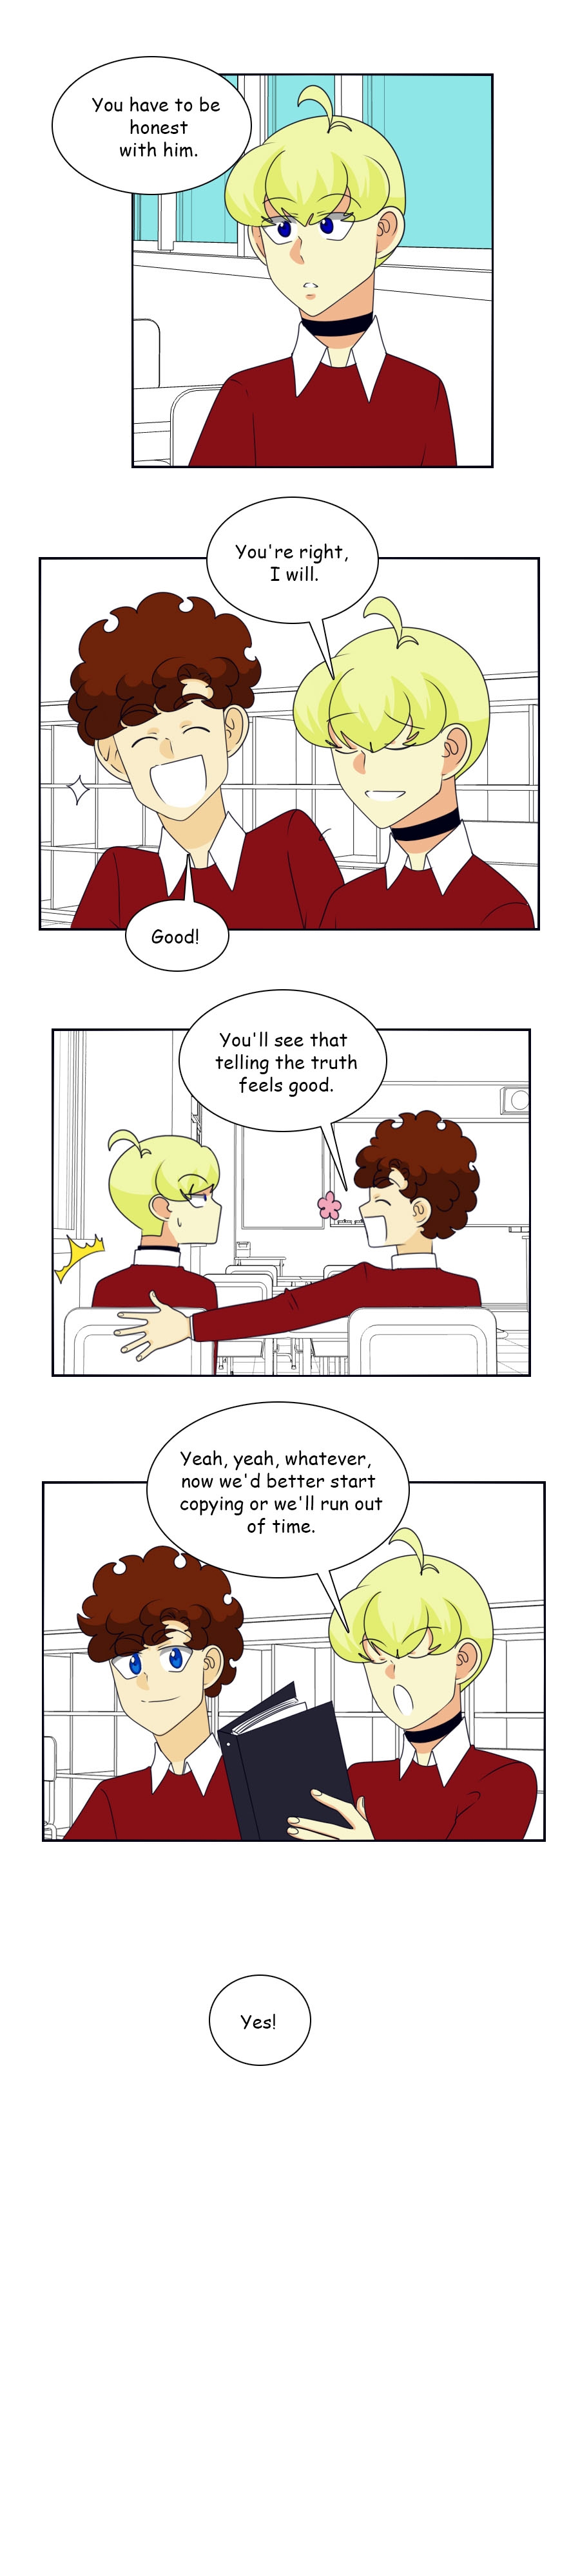 You have to be
honest
with him.
You're right,
I will.
Good!
You'll see that
telling the truth
feels good.
Yeah, yeah, whatever,
now we'd better start
copying or we'll run out
of time.
Yes!